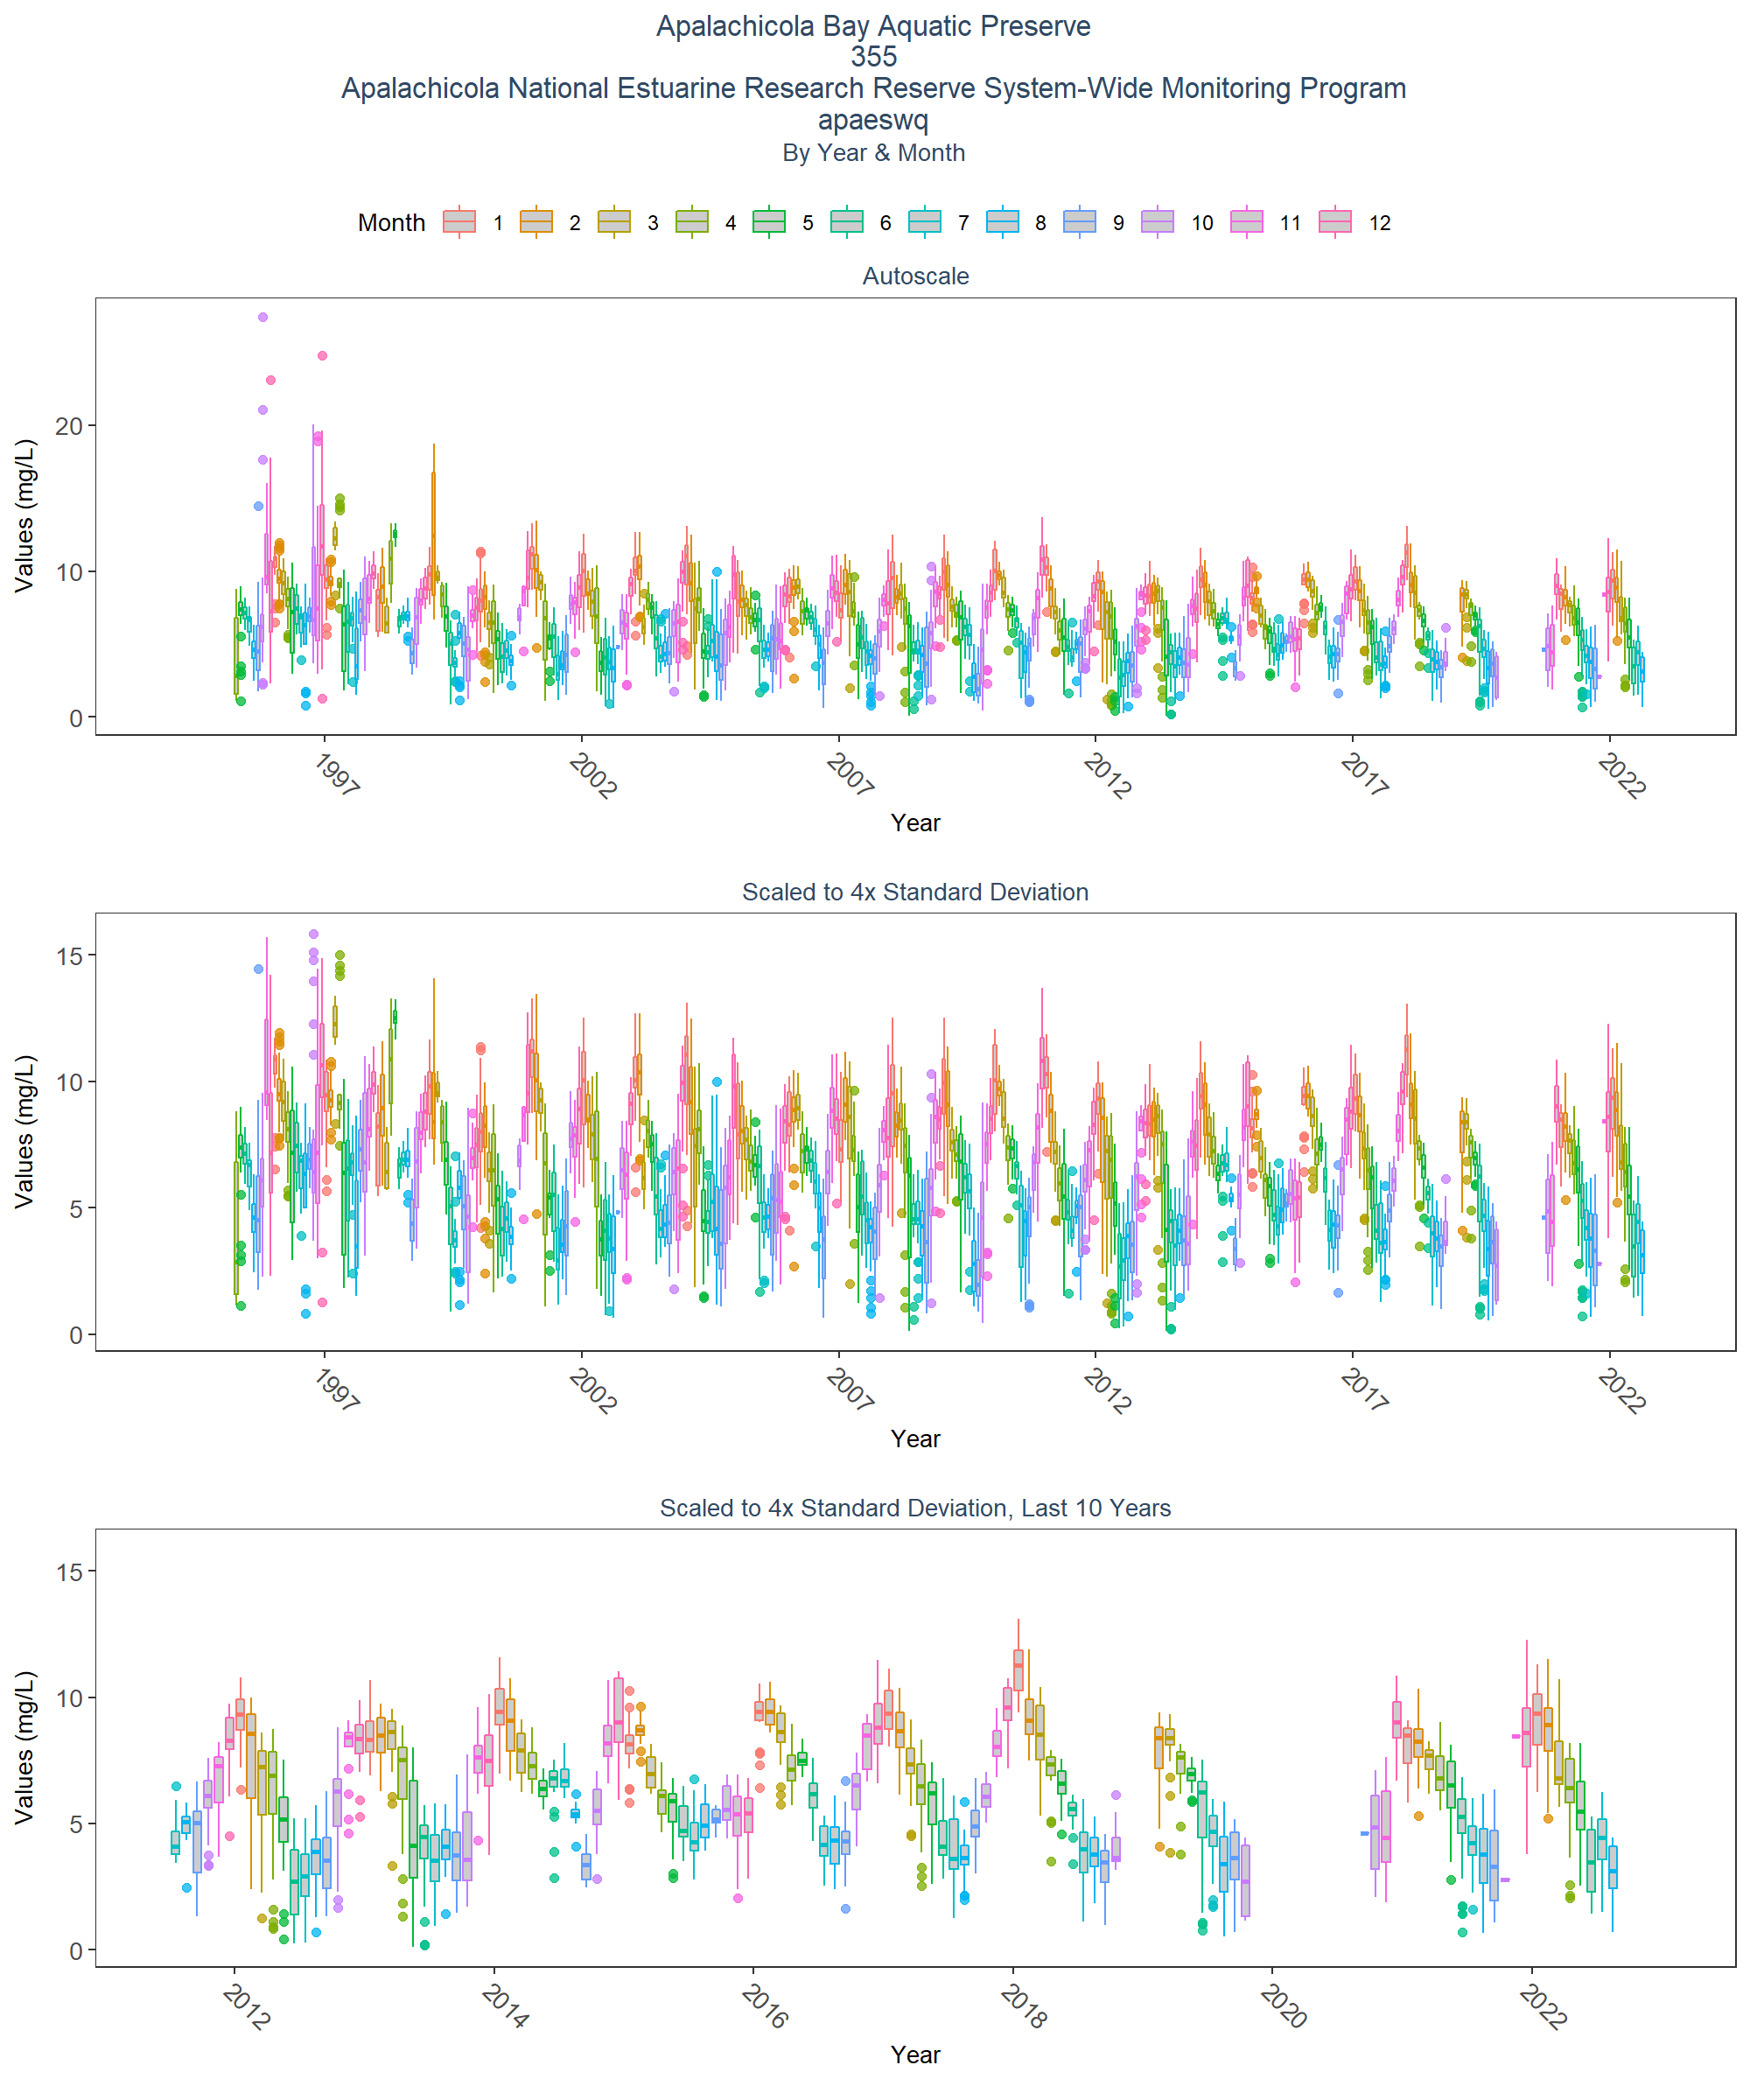 Apalachicola Bay Aquatic Preserve
355
Apalachicola National Estuarine Research Reserve System-Wide Monitoring Program
apaeswq
By Year & Month
Month 1 2 3 4 5 6 7 8 9 10 11 12
Autoscale
Values (mg/L)
20
10
0
1997 2002 2007 2012 2017 2022
Year
Scaled to 4x Standard Deviation
Values (mg/L)
15
10
5
0
1997 2002 2007 2012 2017 2022
Year
Scaled to 4x Standard Deviation, Last 10 Years
Values (mg/L)
15
10
5
0
2012 2014 2016 2018 2020 2022
Year